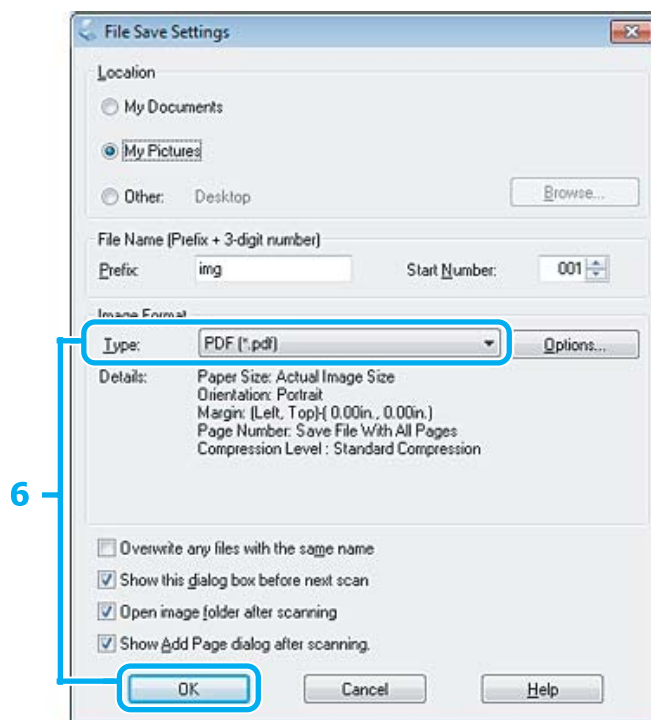 File Save Settings
Location
My Documents
My Pictures
Other: Desktop Browse...
File Name (Prefix + 3-digit number)
Prefix: img Start Number: 001
Image Format
Type: PDF (*.pdf) Options...
Details: Paper Size: Actual Image Size
Orientation: Portrait
Margin: (Left, Top)-( 0.00in., 0.00in.)
Page Number: Save File With All Pages
Compression Level : Standard Compression
6
Overwrite any files with the same name
Show this dialog box before next scan
Open image folder after scanning
Show Add Page dialog after scanning.
OK Cancel Help